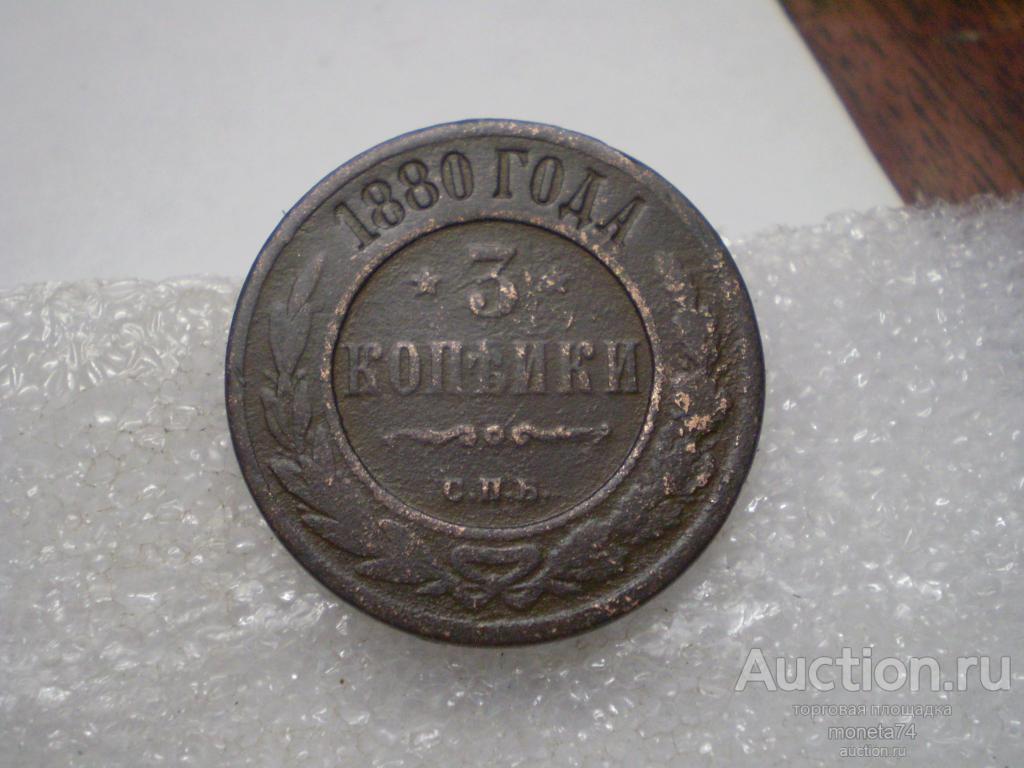 1880 ГОДА
3
КОПѢЙКИ
С.П.Б.
Auction.ru
торговая площадка
moneta74
auction.ru